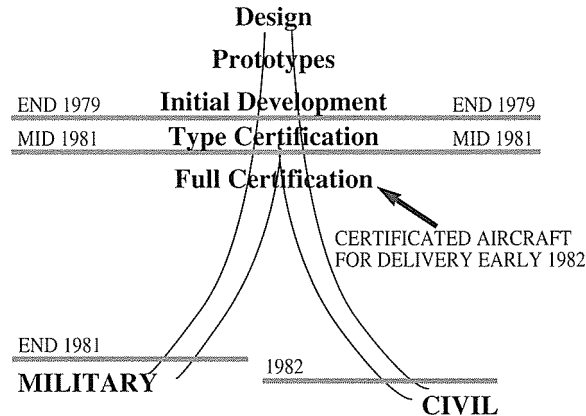 Design
Prototypes
END 1979 Initial Development END 1979
MID 1981 Type Certification MID 1981
Full Certification
CERTIFICATED AIRCRAFT
FOR DELIVERY EARLY 1982
END 1981
1982
MILITARY
CIVIL